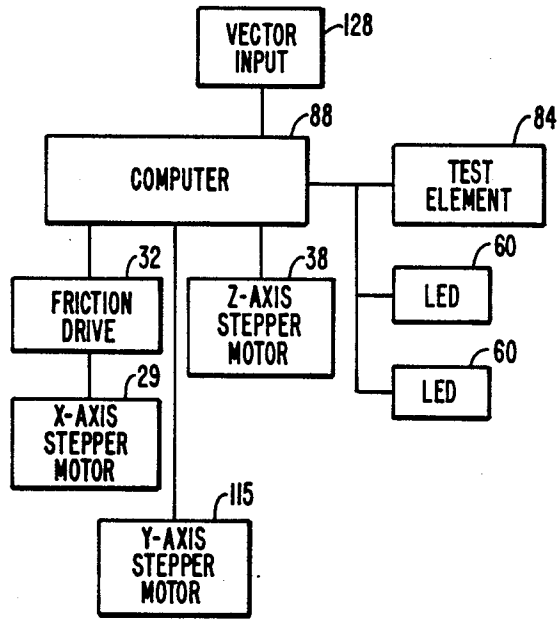 128
VECTOR
INPUT
88
COMPUTER
84
TEST
ELEMENT
32
FRICTION
DRIVE
38
Z-AXIS
STEPPER
MOTOR
60
LED
60
LED
29
X-AXIS
STEPPER
MOTOR
115
Y-AXIS
STEPPER
MOTOR